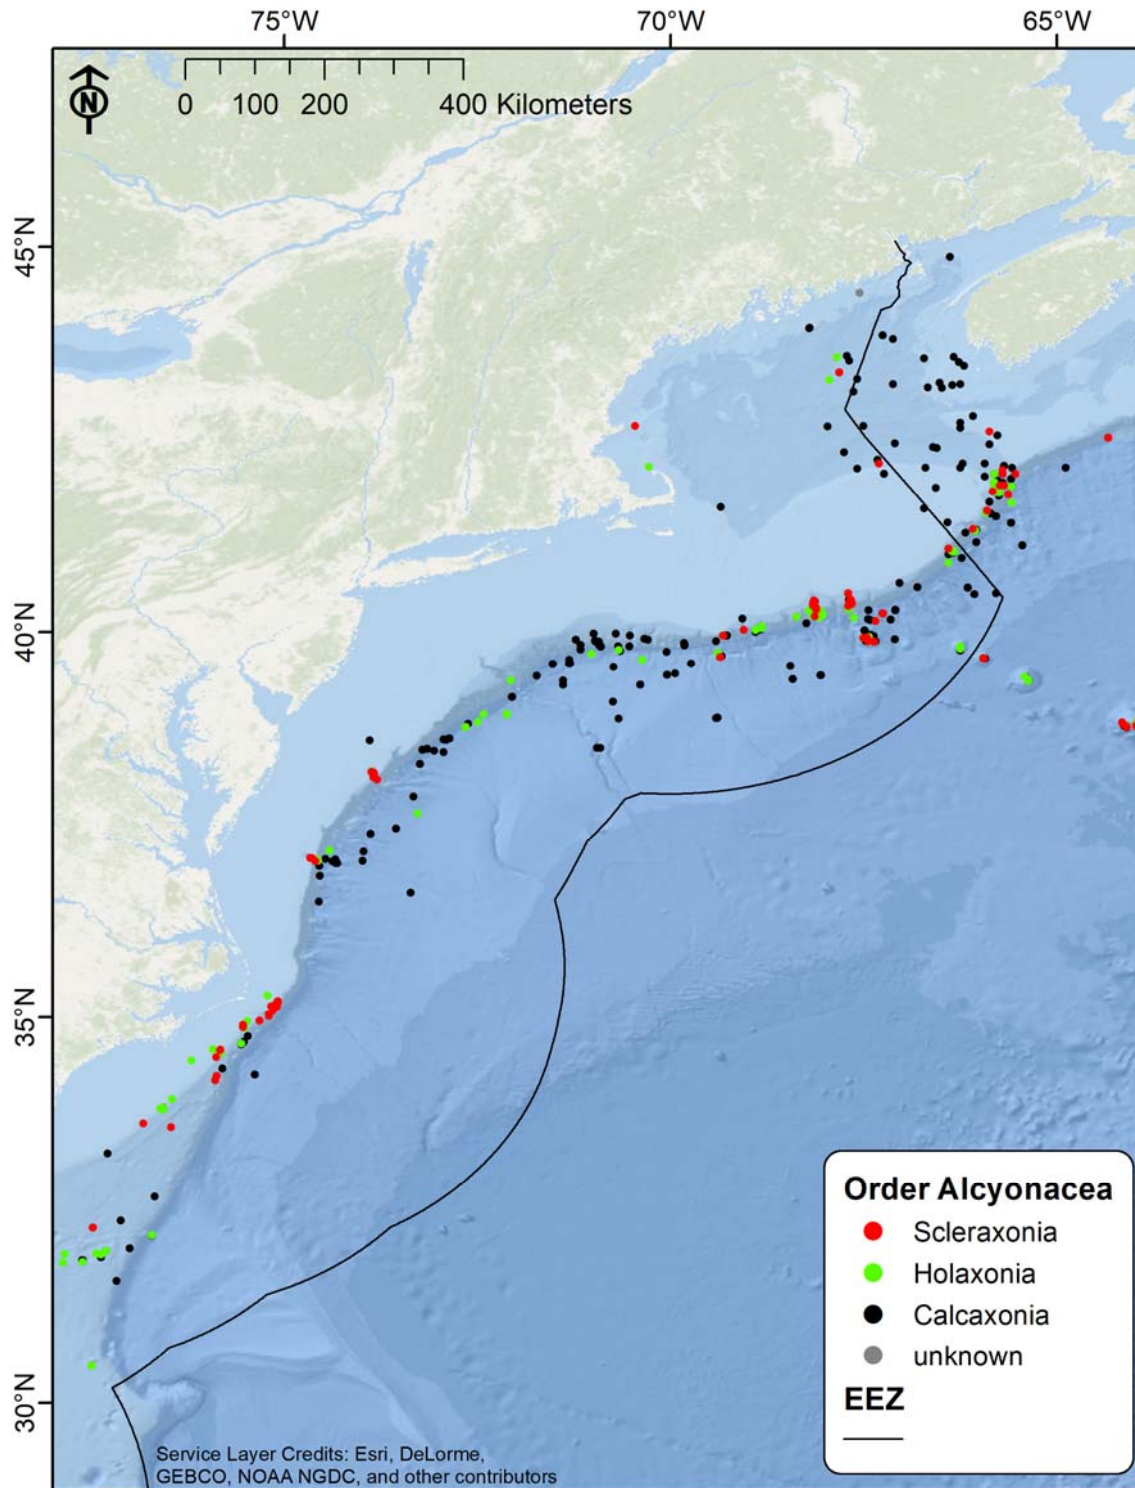 75°W 70°W 65°W
N
0 100 200 400 Kilometers
45°N
40°N
35°N
30°N
Order Alcyonacea
Scleraxonia
Holaxonia
Calcaxonia
unknown
EEZ
Service Layer Credits: Esri, DeLorme,
GEBCO, NOAA NGDC, and other contributors